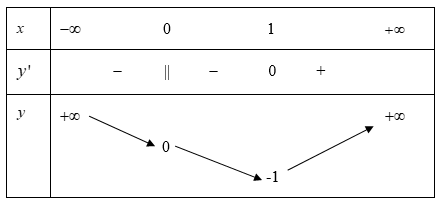 x −∞ 0 1 +∞
y' − || − 0 +
y +∞ +∞
0
-1